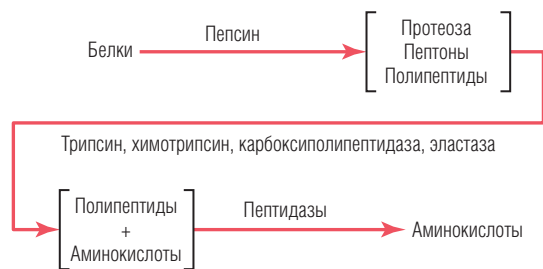 Белки
Пепсин
Протеоза
Пептоны
Полипептиды
Трипсин, химотрипсин, карбоксиполипептидаза, эластаза
Полипептиды
+
Аминокислоты
Пептидазы
Аминокислоты